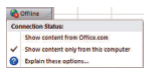 Offline
Connection Status:
Show content from Office.com
Show content only from this computer
Explain these options...